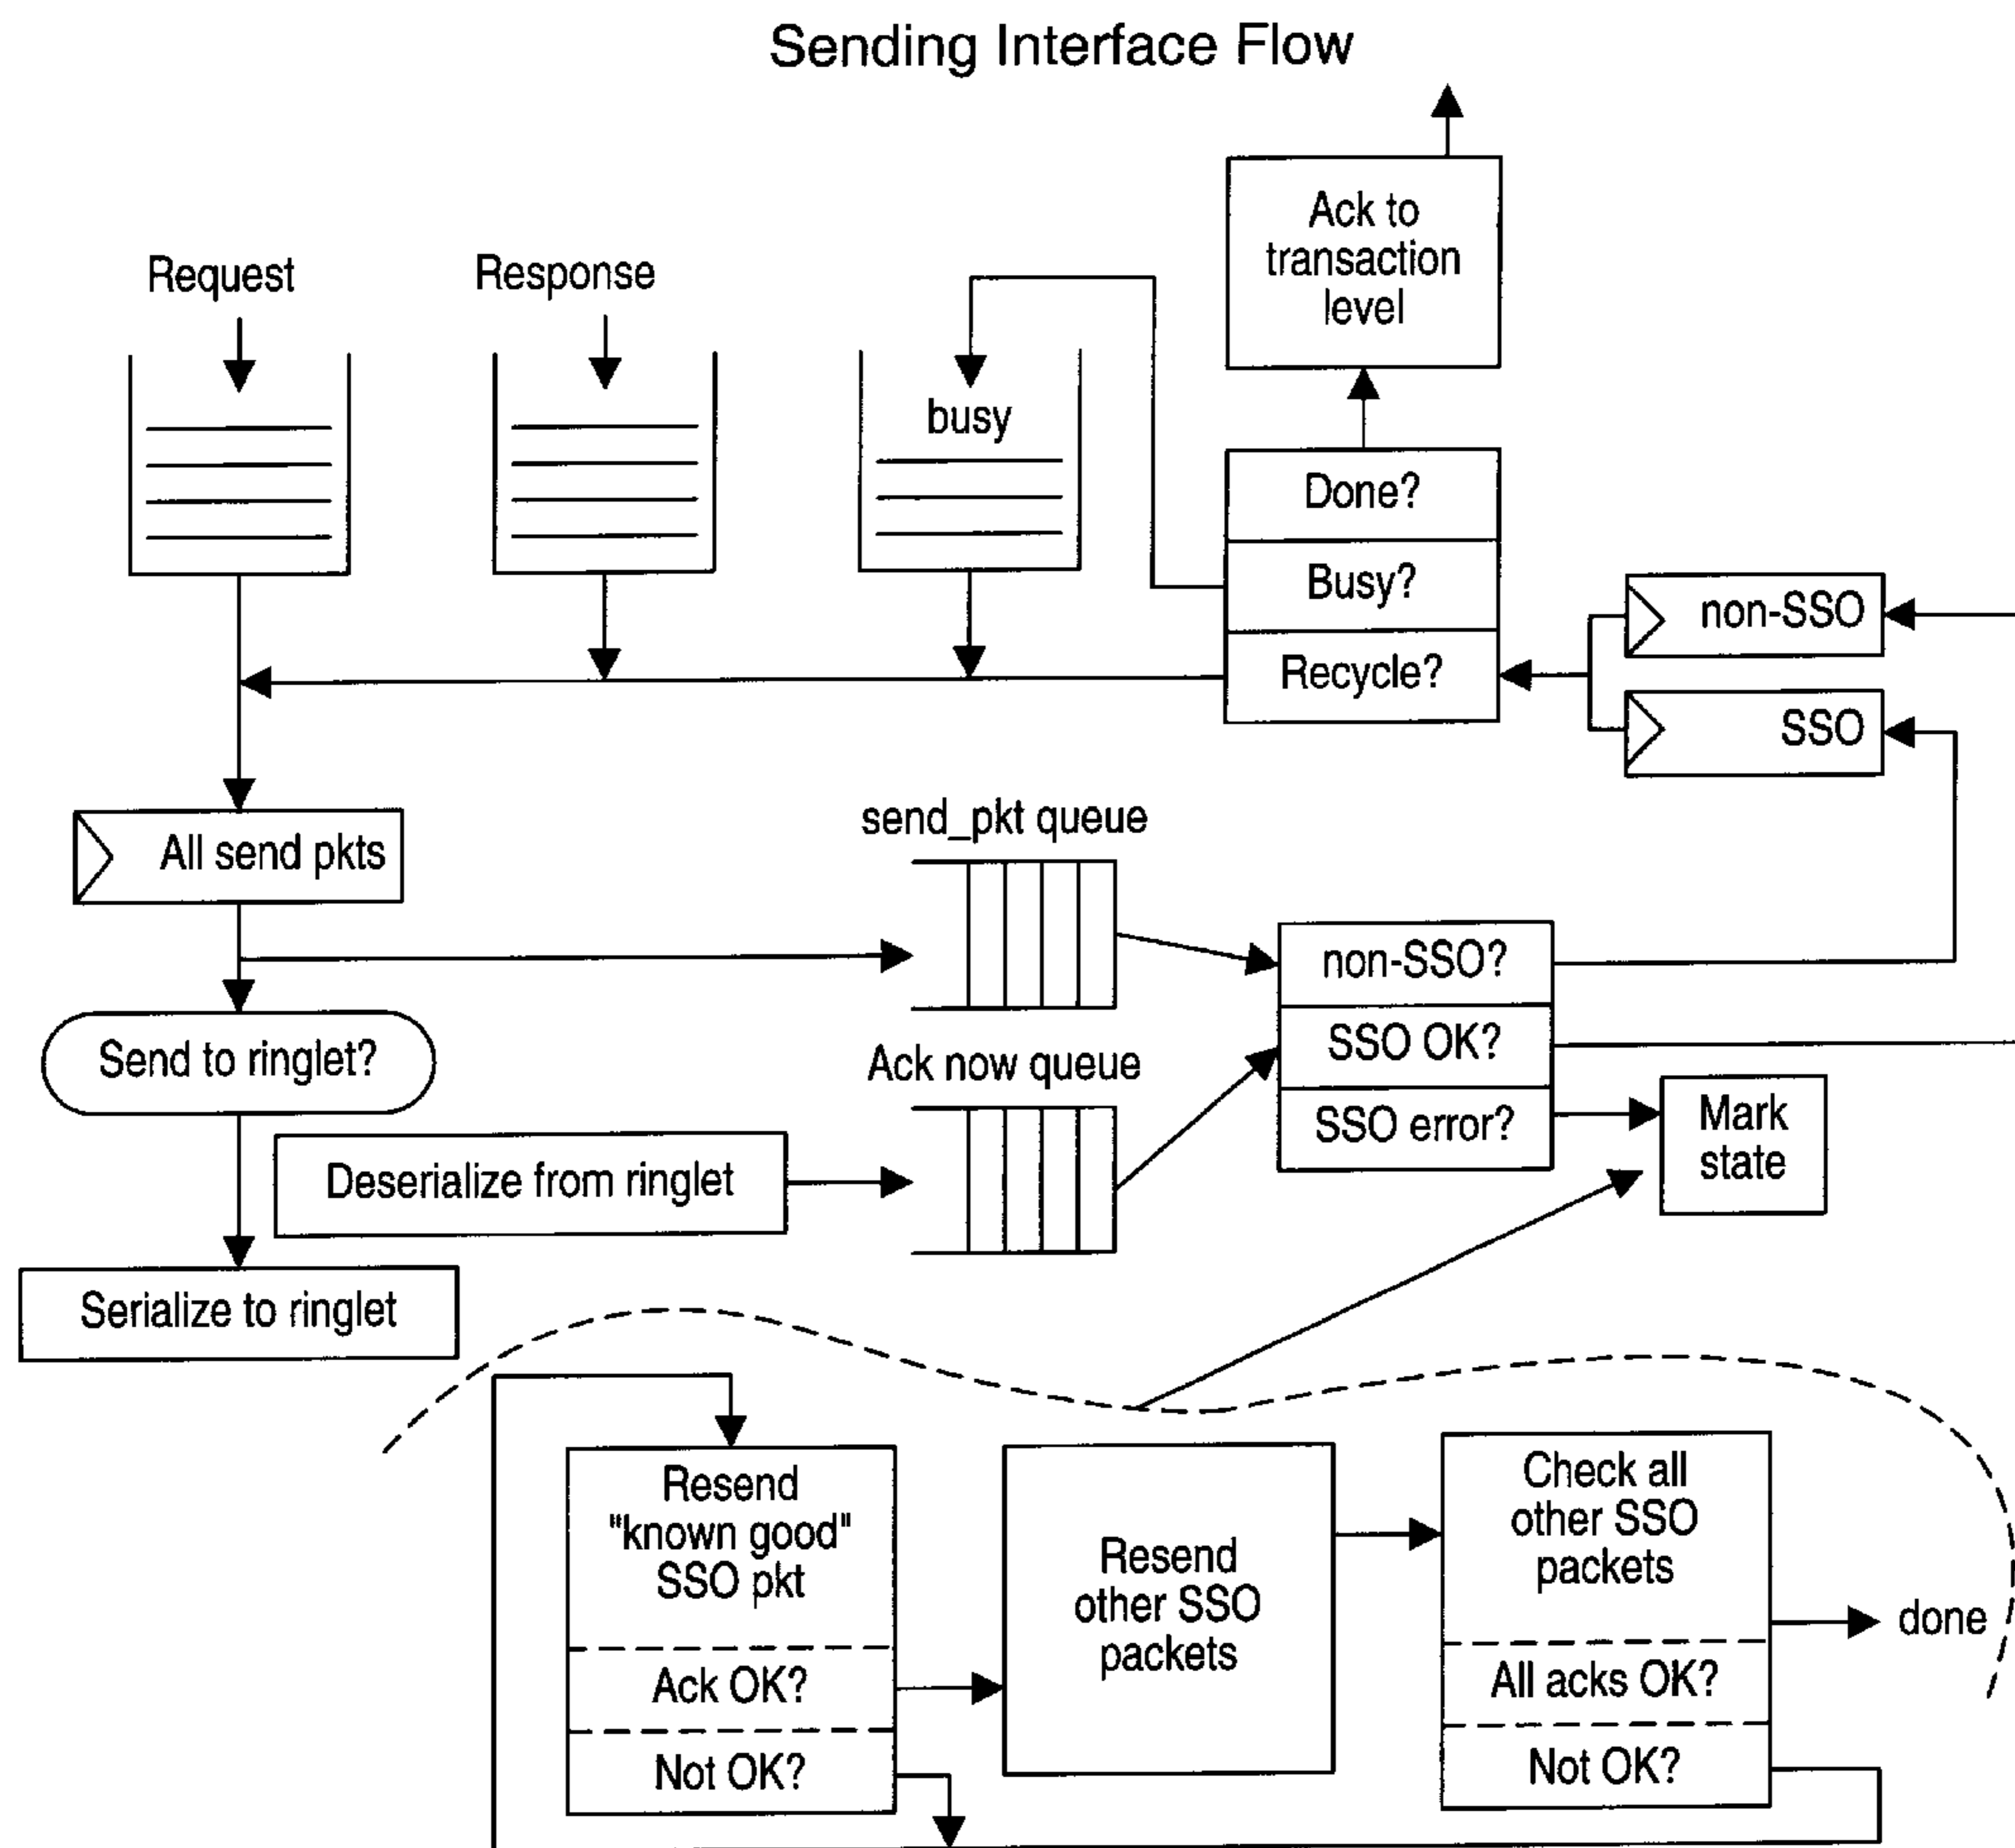 Sending Interface Flow
Ack to
transaction
level
Request
Response
busy
Done?
Busy?
Recycle?
non-SSO
SSO
All send pkts
send_pkt queue
non-SSO?
SSO OK?
SSO error?
Send to ringlet?
Ack now queue
Mark
state
Deserialize from ringlet
Serialize to ringlet
Resend
"known good"
SSO pkt
Ack OK?
Not OK?
Resend
other SSO
packets
Check all
other SSO
packets
All acks OK?
Not OK?
done